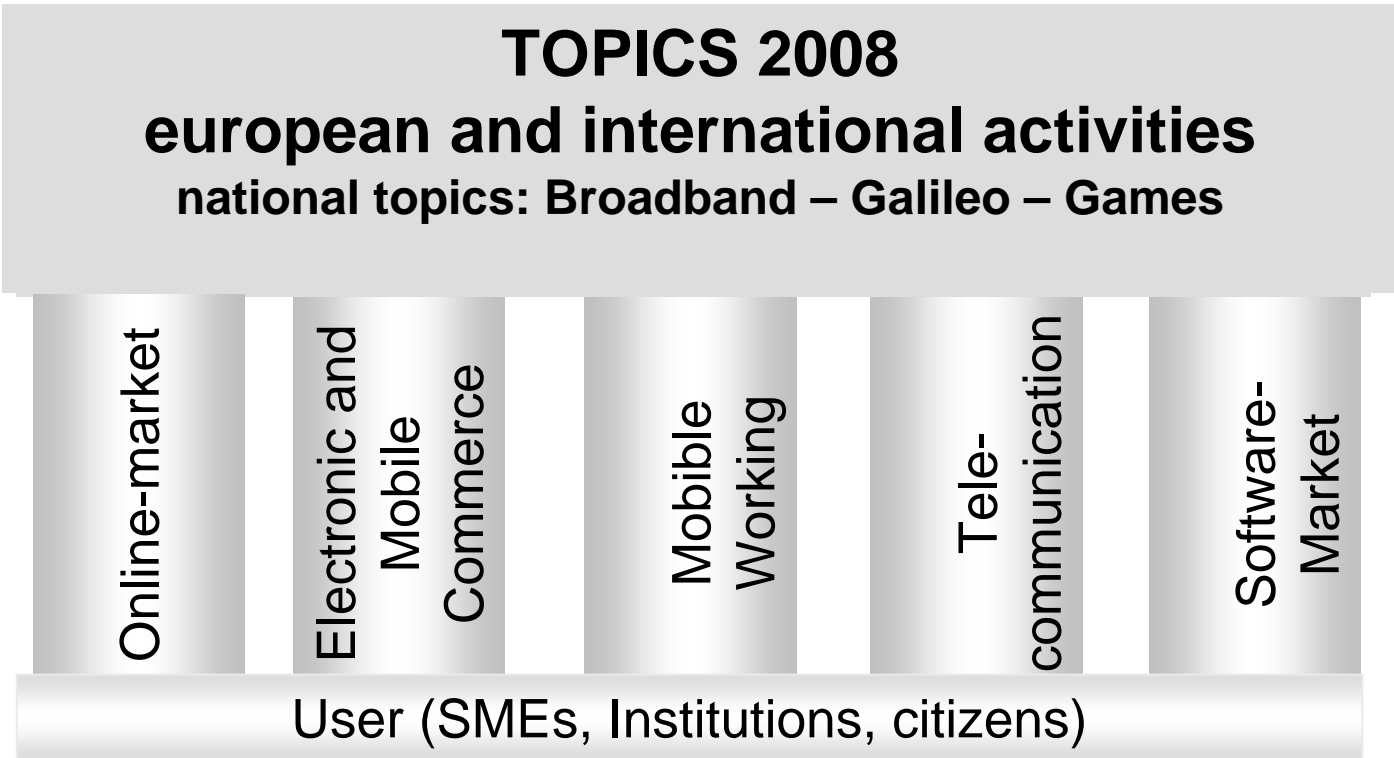 TOPICS 2008
european and international activities
national topics: Broadband – Galileo – Games
Online-market
Electronic and
Mobile
Commerce
Mobible
Working
Tele-
communication
Software-
Market
User (SMEs, Institutions, citizens)